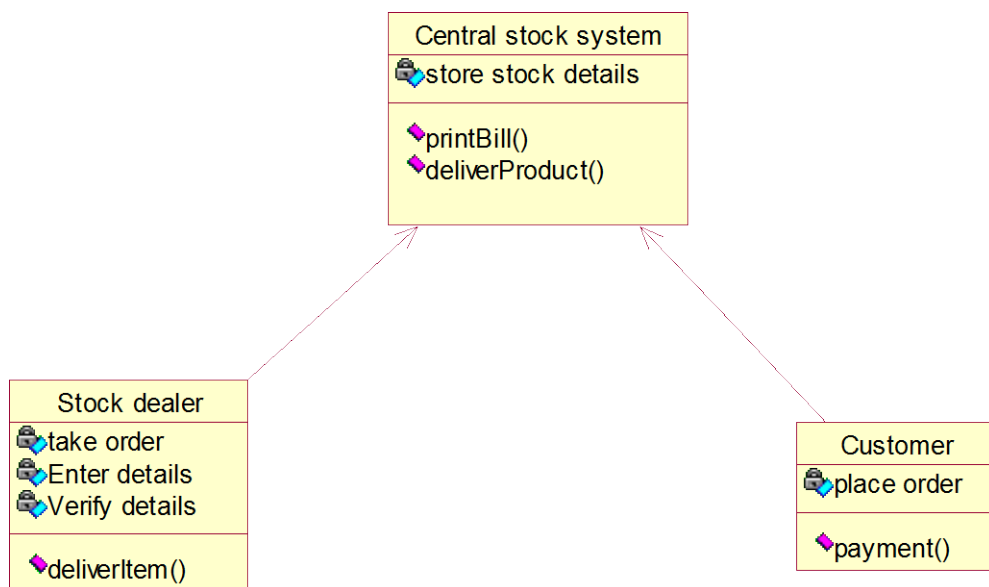 Central stock system
store stock details
printBill()
deliverProduct()
Stock dealer
take order
Enter details
Verify details
deliverItem()
Customer
place order
payment()